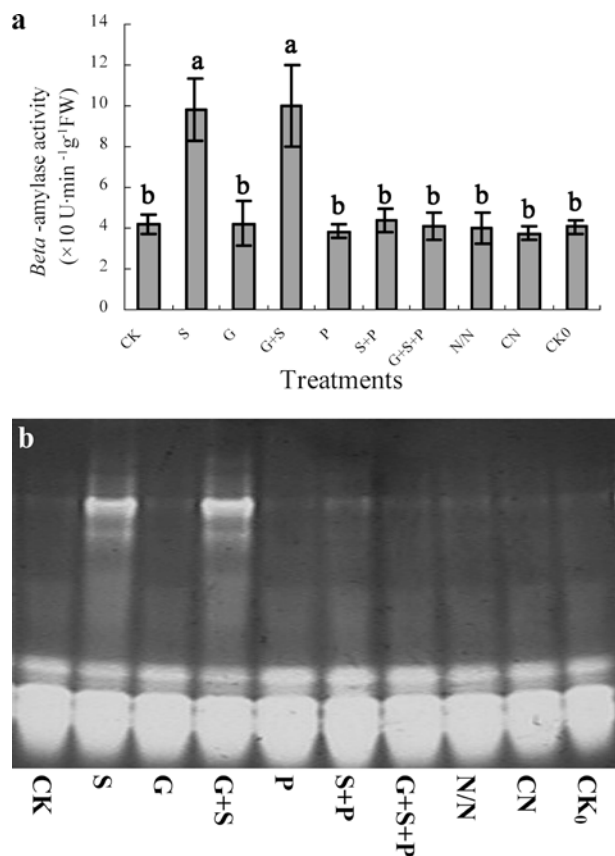 a
Beta -amylase activity
(×10 U·min -1g-1FW)
14
12
10
8
6
4
2
0
b a b a b b b b b b
CK S G G+S P S+P G+S+P N/N CN CK0
Treatments
b
CK S G G+S P S+P G+S+P N/N CN CK0